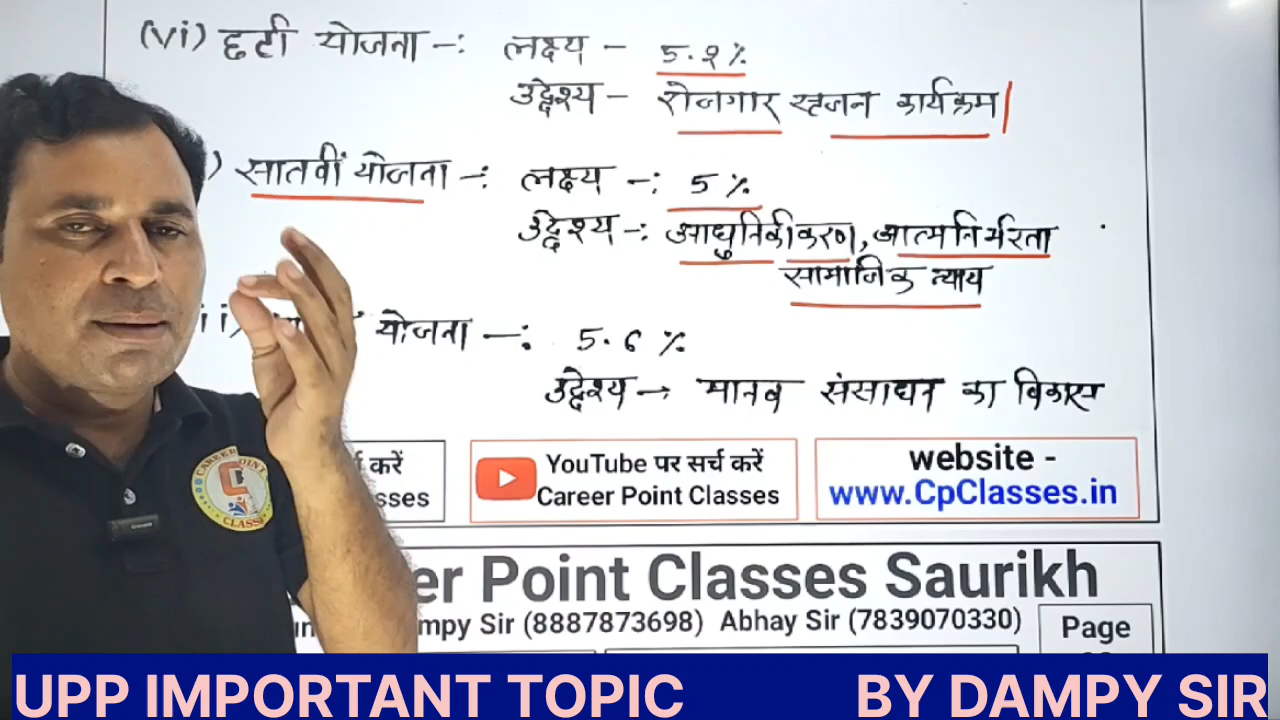 (vi) छटी योजना -: लक्ष्य - 5.2%
उद्देश्य - रोजगार सृजन कार्यक्रम|
) सातवीं योजना -: लक्ष्य -: 5%
उद्देश्य -: आधुनिकीकरण, आत्मनिर्भरता
सामाजिक न्याय
योजना -: 5.6%
उद्देश्य → मानव संसाधन का विकास
करें
sses
YouTube पर सर्च करें
Career Point Classes
website -
www.CpClasses.in
er Point Classes Saurikh
mpy Sir (8887873698) Abhay Sir (7839070330)
Page
CAREER POINT
CLASSE
UPP IMPORTANT TOPIC BY DAMPY SIR